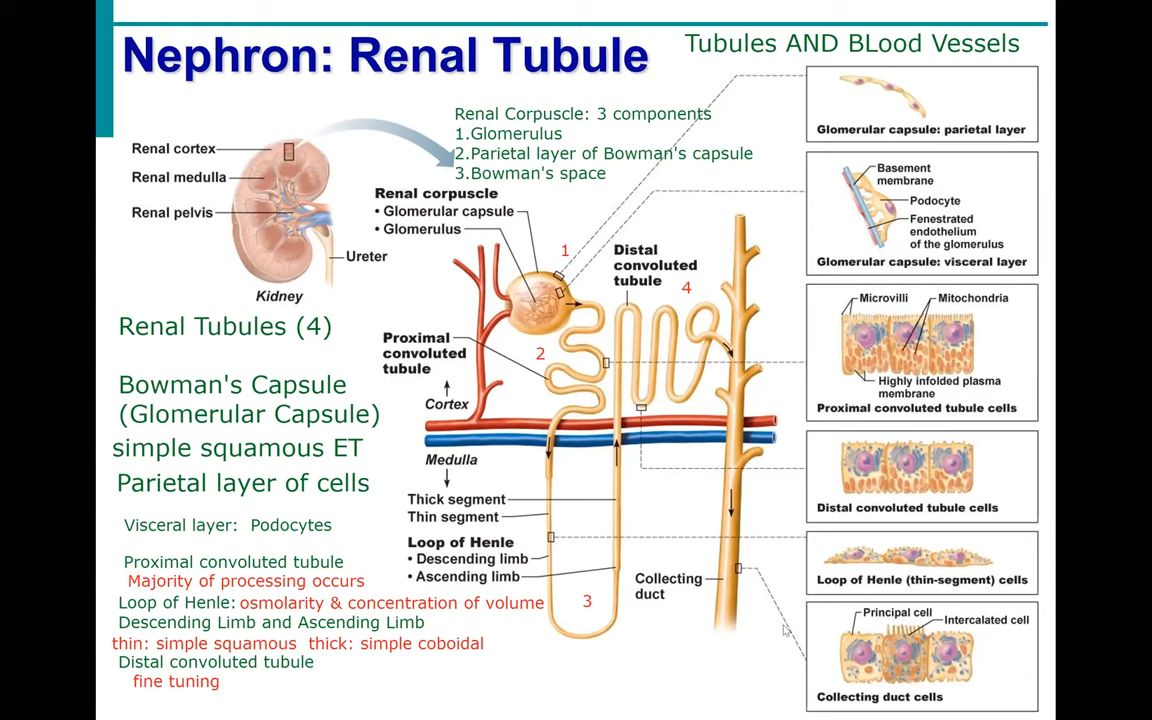 Nephron: Renal Tubule
Tubules AND BLood Vessels
Renal Corpuscle: 3 components
1.Glomerulus
2.Parietal layer of Bowman's capsule
3.Bowman's space
Renal cortex
Renal medulla
Renal pelvis
Ureter
Kidney
Renal corpuscle
• Glomerular capsule
• Glomerulus
1
Distal
convoluted
tubule
4
Proximal
convoluted
tubule
2
Cortex
Medulla
Thick segment
Thin segment
Loop of Henle
• Descending limb
• Ascending limb
3
Collecting
duct
Renal Tubules (4)
Bowman's Capsule
(Glomerular Capsule)
simple squamous ET
Parietal layer of cells
Visceral layer: Podocytes
Proximal convoluted tubule
Majority of processing occurs
Loop of Henle: osmolarity & concentration of volume
Descending Limb and Ascending Limb
thin: simple squamous thick: simple coboidal
Distal convoluted tubule
fine tuning
Glomerular capsule: parietal layer
Basement
membrane
Podocyte
Fenestrated
endothelium
of the glomerulus
Glomerular capsule: visceral layer
Microvilli
Mitochondria
Highly infolded plasma
membrane
Proximal convoluted tubule cells
Distal convoluted tubule cells
Loop of Henle (thin-segment) cells
Principal cell
Intercalated cell
Collecting duct cells